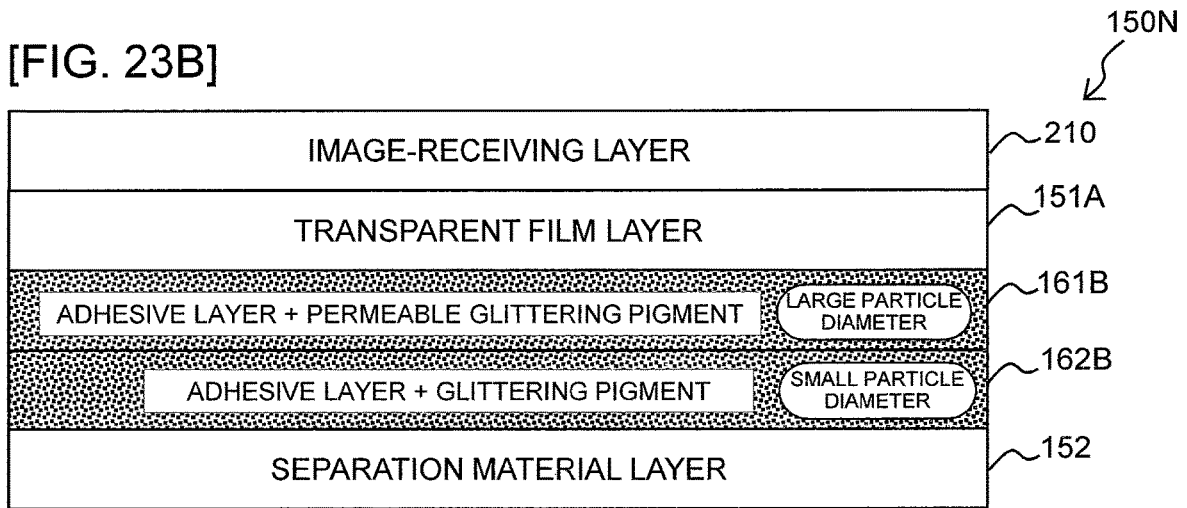 150N
[FIG. 23B]
IMAGE-RECEIVING LAYER
210
TRANSPARENT FILM LAYER
151A
ADHESIVE LAYER + PERMEABLE GLITTERING PIGMENT
LARGE PARTICLE
DIAMETER
161B
ADHESIVE LAYER + GLITTERING PIGMENT
SMALL PARTICLE
DIAMETER
162B
SEPARATION MATERIAL LAYER
152